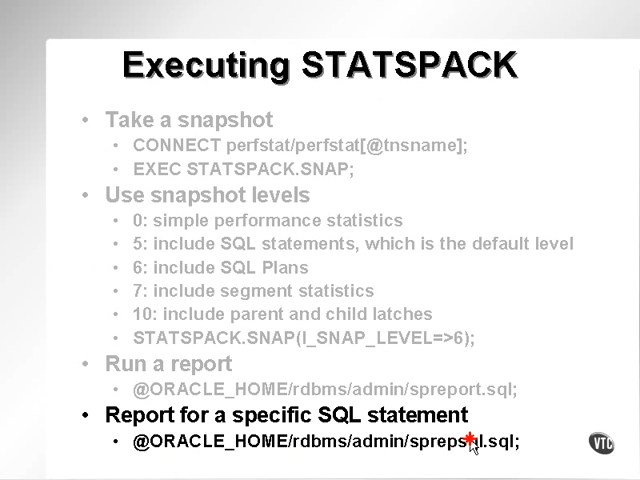 Executing STATSPACK
• Take a snapshot
• CONNECT perfstat/perfstat[@tnsname];
• EXEC STATSPACK.SNAP;
• Use snapshot levels
• 0: simple performance statistics
• 5: include SQL statements, which is the default level
• 6: include SQL Plans
• 7: include segment statistics
• 10: include parent and child latches
• STATSPACK.SNAP(I_SNAP_LEVEL=>6);
• Run a report
• @ORACLE_HOME/rdbms/admin/spreport.sql;
• Report for a specific SQL statement
• @ORACLE_HOME/rdbms/admin/sprepsql.sql;
VTC